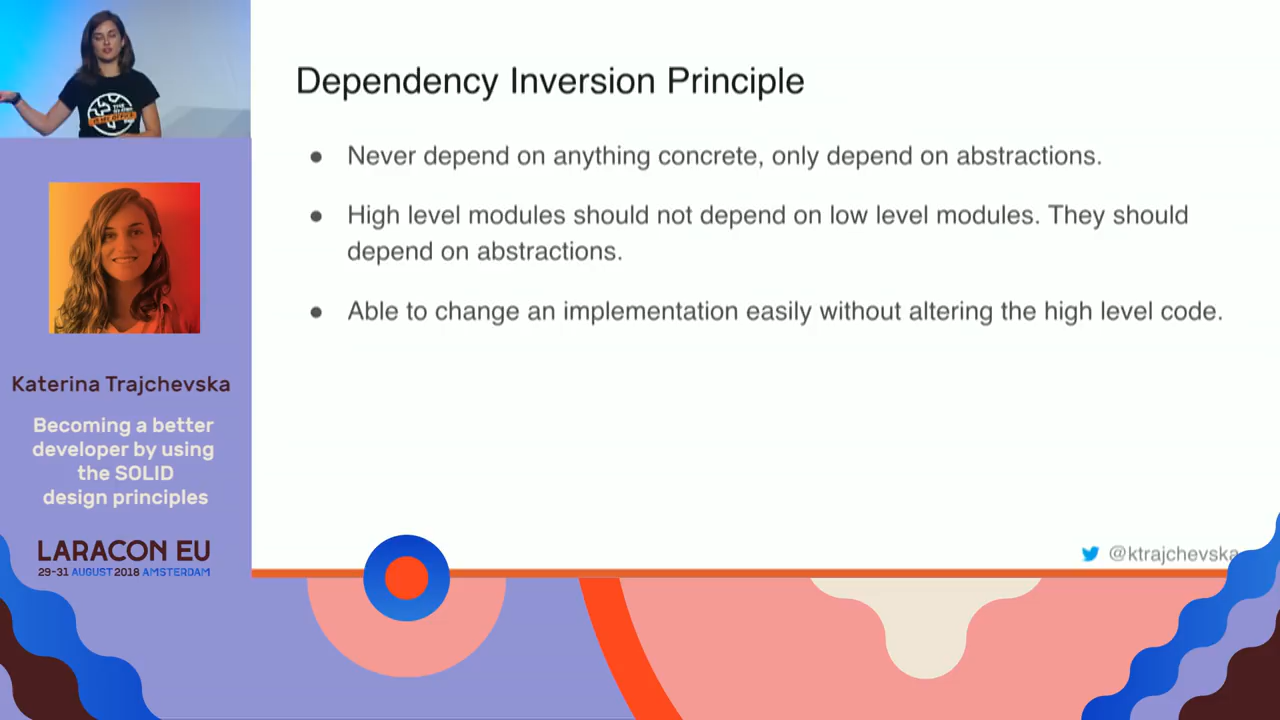 Dependency Inversion Principle
● Never depend on anything concrete, only depend on abstractions.
● High level modules should not depend on low level modules. They should
depend on abstractions.
● Able to change an implementation easily without altering the high level code.
@ktrajchevska
Katerina Trajchevska
Becoming a better
developer by using
the SOLID
design principles
LARACON EU
29-31 AUGUST 2018 AMSTERDAM